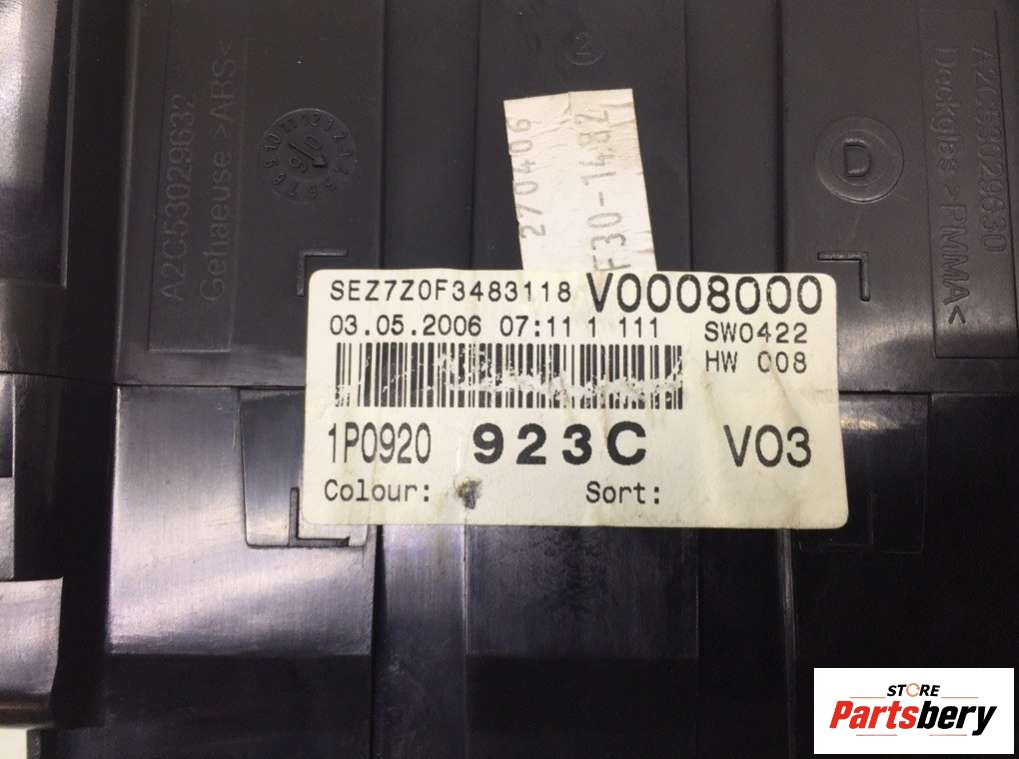 A2C53029632
Gehaeuse >ABS<
2
270406
F30-1482
D
A2C53029630
Deckglas >PMMA<
SEZ7Z0F3483118 V0008000
03.05.2006 07:11 1 111 SW0422
HW 008
1P0920 923C V03
Colour: Sort:
STORE
Partsbery